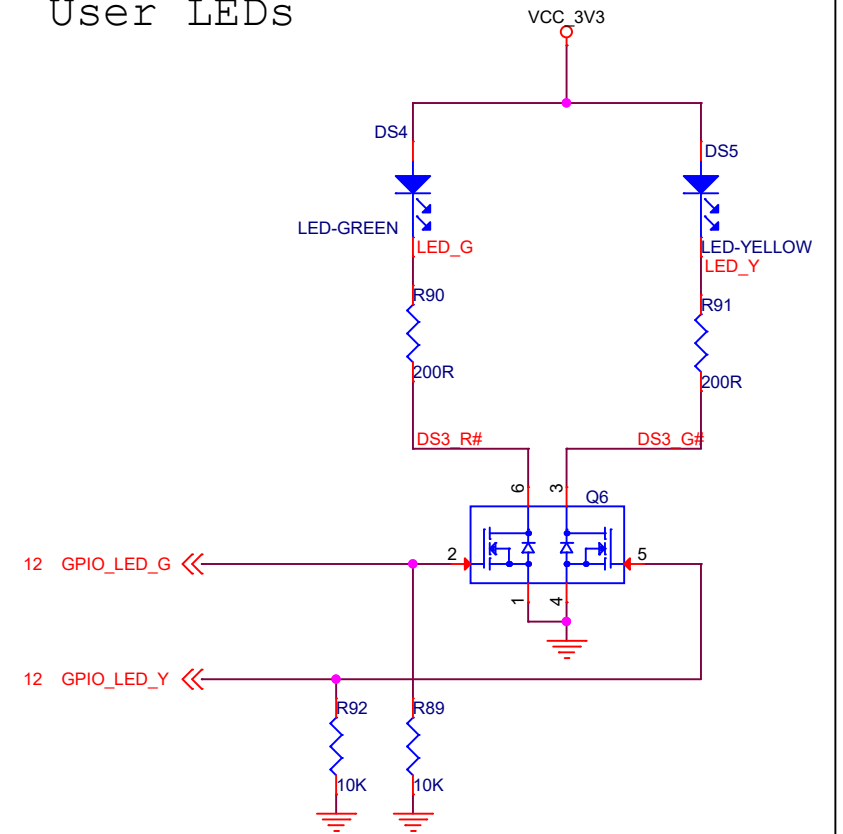 User LEDs
VCC_3V3
DS4
DS5
LED-GREEN
LED_G
LED-YELLOW
LED_Y
R90
R91
200R
200R
DS3_R#
DS3_G#
6
3
Q6
12 GPIO_LED_G
2
5
1
4
12 GPIO_LED_Y
R92
R89
10K
10K